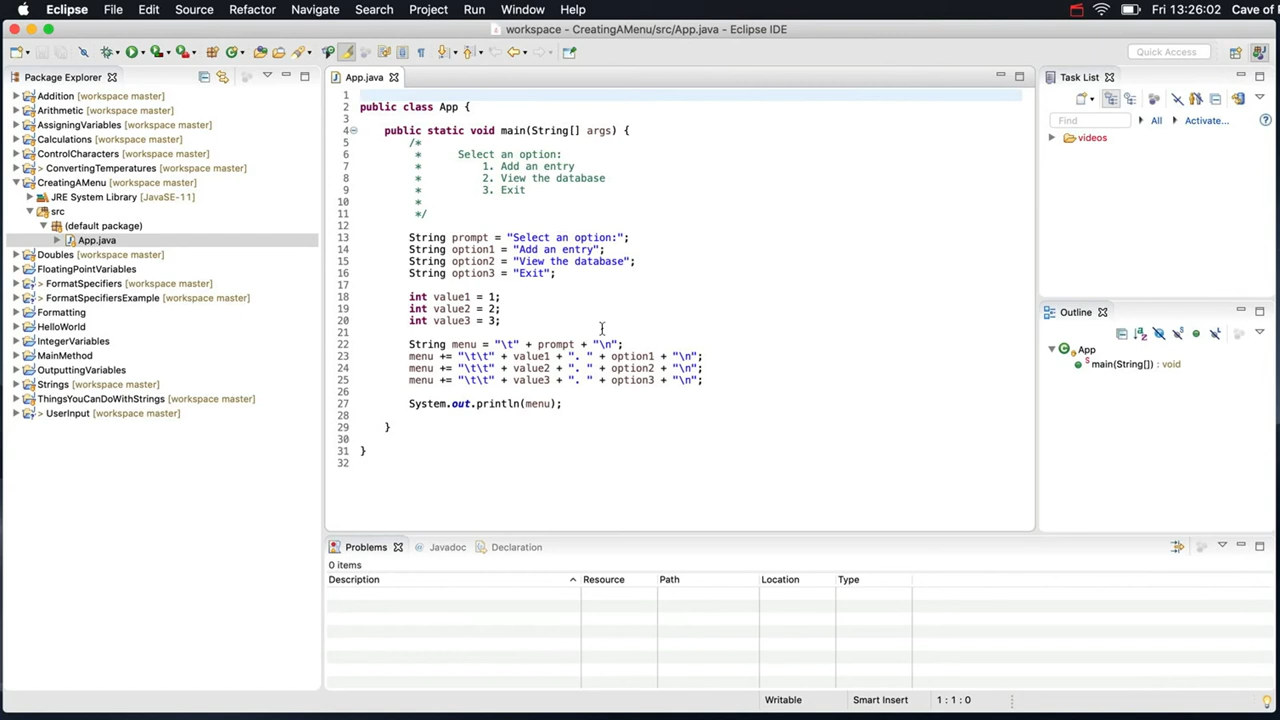 Eclipse File Edit Source Refactor Navigate Search Project Run Window Help Fri 13:26:02 Cave of
workspace - CreatingAMenu/src/App.java - Eclipse IDE
Quick Access
Package Explorer
Addition [workspace master]
Arithmetic [workspace master]
AssigningVariables [workspace master]
Calculations [workspace master]
ControlCharacters [workspace master]
> ConvertingTemperatures [workspace master]
CreatingAMenu [workspace master]
JRE System Library [JavaSE-11]
src
(default package)
App.java
Doubles [workspace master]
FloatingPointVariables
> FormatSpecifiers [workspace master]
> FormatSpecifiersExample [workspace master]
Formatting
HelloWorld
IntegerVariables
MainMethod
OutputtingVariables
Strings [workspace master]
ThingsYouCanDoWithStrings [workspace master]
> UserInput [workspace master]
App.java
1
2 public class App {
3
4 public static void main(String[] args) {
5 /*
6 * Select an option:
7 * 1. Add an entry
8 * 2. View the database
9 * 3. Exit
10 *
11 */
12
13 String prompt = "Select an option:";
14 String option1 = "Add an entry";
15 String option2 = "View the database";
16 String option3 = "Exit";
17
18 int value1 = 1;
19 int value2 = 2;
20 int value3 = 3;
21
22 String menu = "\t" + prompt + "\n";
23 menu += "\t\t" + value1 + ". " + option1 + "\n";
24 menu += "\t\t" + value2 + ". " + option2 + "\n";
25 menu += "\t\t" + value3 + ". " + option3 + "\n";
26
27 System.out.println(menu);
28
29 }
30
31 }
32
Task List
Find All Activate...
videos
Outline
App
main(String[]) : void
Problems Javadoc Declaration
0 items
Description Resource Path Location Type
Writable Smart Insert 1 : 1 : 0